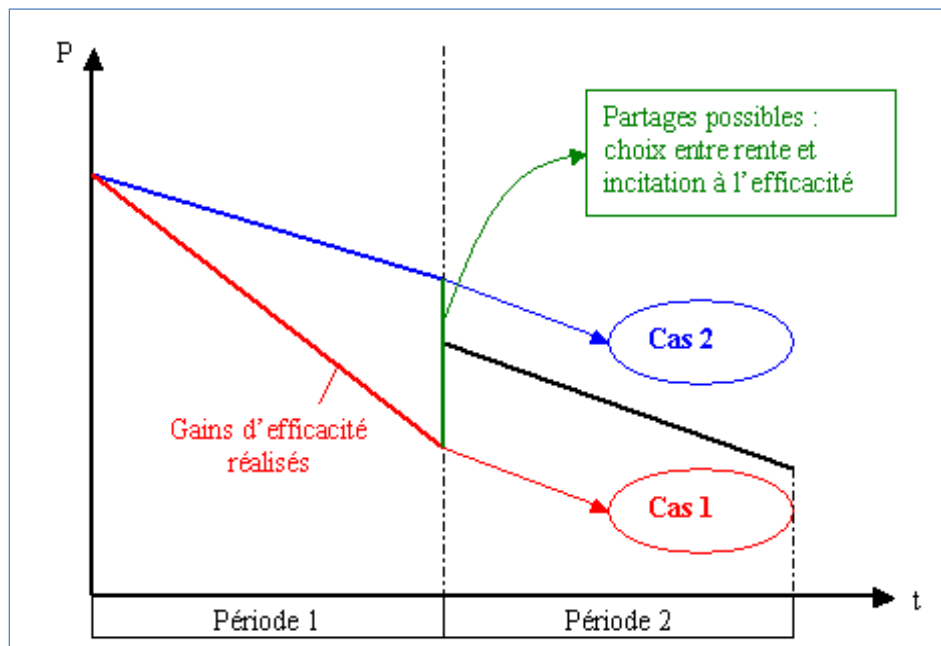 P
Partages possibles :
choix entre rente et
incitation à l'efficacité
Cas 2
Gains d'efficacité
réalisés
Cas 1
t
Période 1
Période 2